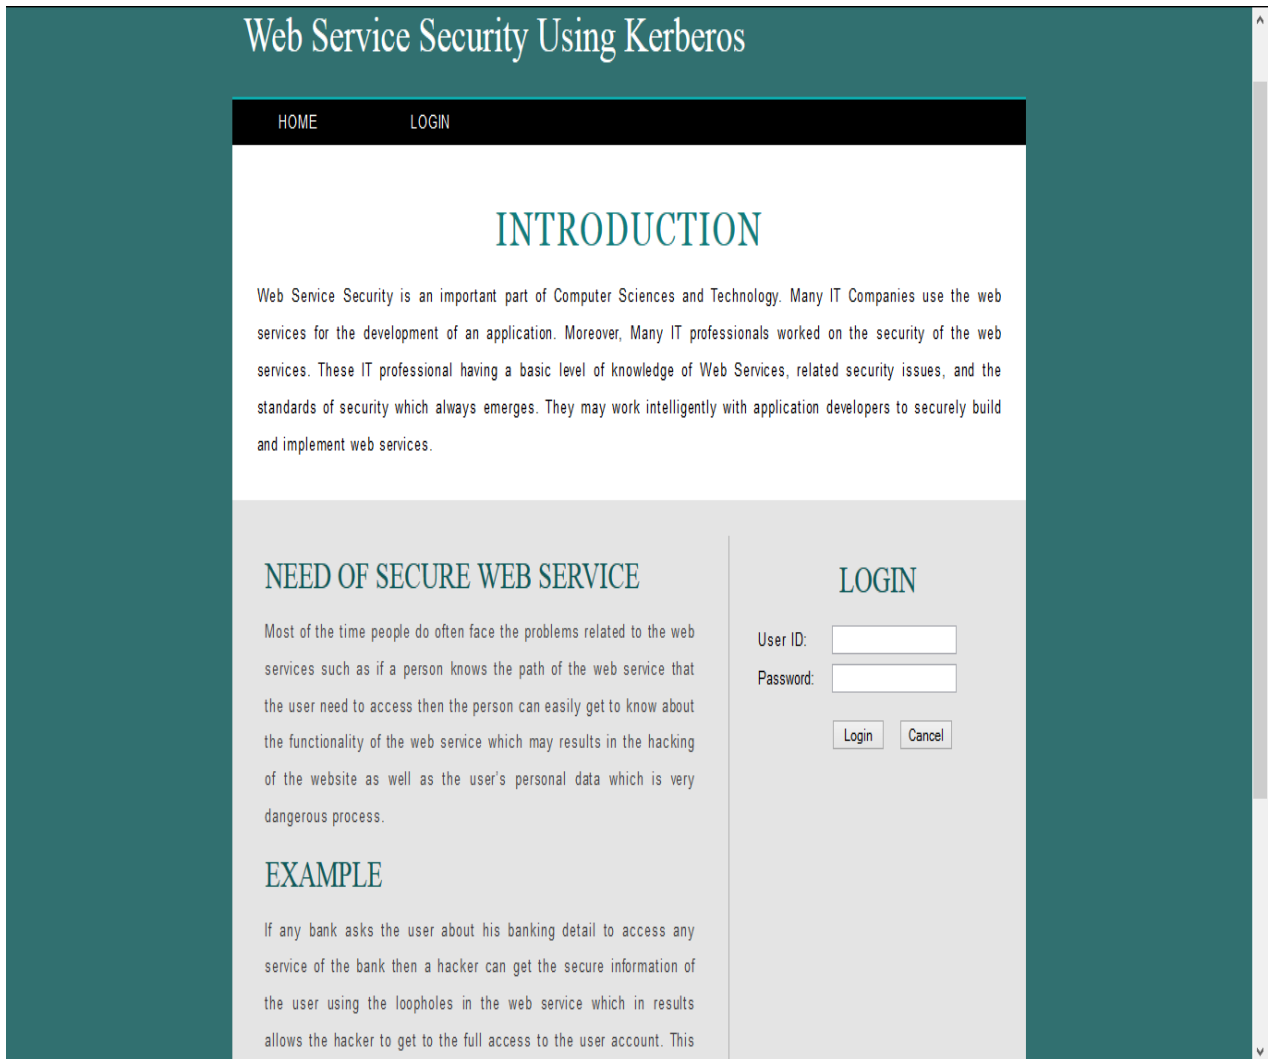 Web Service Security Using Kerberos
HOME LOGIN
INTRODUCTION
Web Service Security is an important part of Computer Sciences and Technology. Many IT Companies use the web
services for the development of an application. Moreover, Many IT professionals worked on the security of the web
services. These IT professional having a basic level of knowledge of Web Services, related security issues, and the
standards of security which always emerges. They may work intelligently with application developers to securely build
and implement web services.
NEED OF SECURE WEB SERVICE
Most of the time people do often face the problems related to the web
services such as if a person knows the path of the web service that
the user need to access then the person can easily get to know about
the functionality of the web service which may results in the hacking
of the website as well as the user's personal data which is very
dangerous process.
EXAMPLE
If any bank asks the user about his banking detail to access any
service of the bank then a hacker can get the secure information of
the user using the loopholes in the web service which in results
allows the hacker to get to the full access to the user account. This
LOGIN
User ID:
Password:
Login Cancel